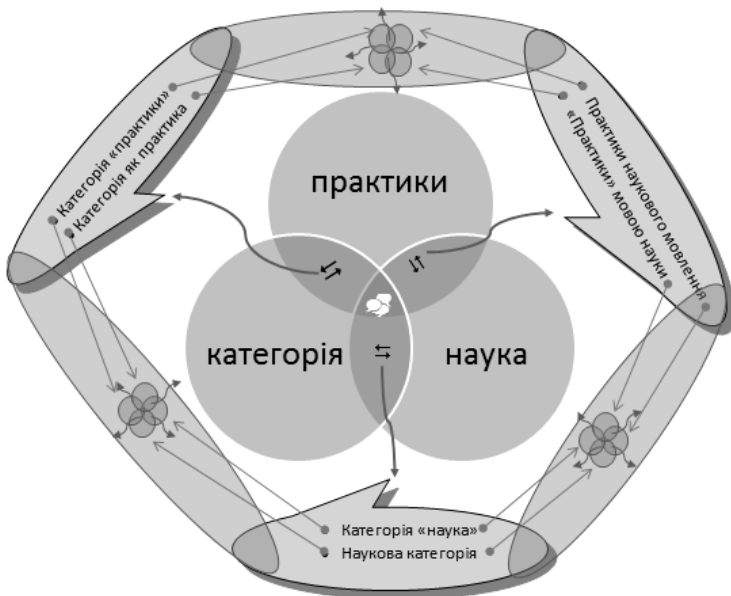 Категорія «практики»
Категорія як практика
Практики наукового мовлення
«Практики» мовою науки
практики
категорія
наука
Категорія «наука»
Наукова категорія